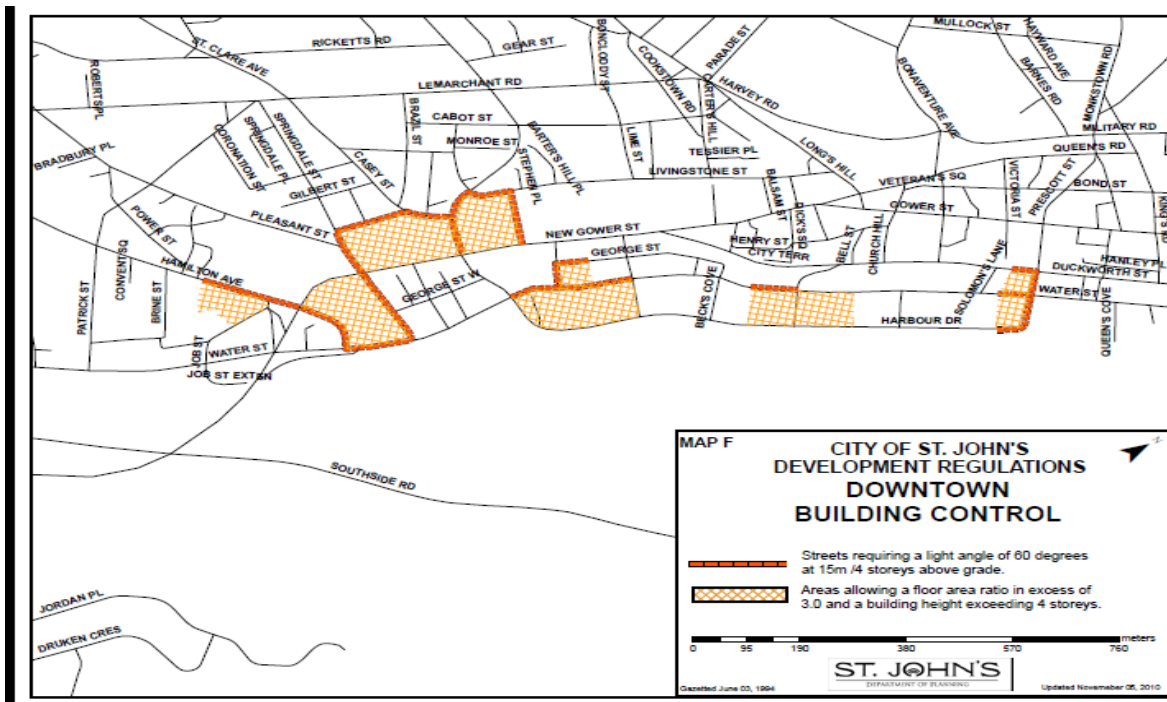 MULLOCK ST
HAYWARD AVE
BONCLODDY ST
PARADE ST
ST. CLARE AVE
RICKETTS RD
GEAR ST
COOKSTOWN RD
BARNES RD
MONKSTOWN RD
ROBERTS PL
LEMARCHANT RD
CARTER'S HILL
HARVEY RD
BONAVENTURE AVE
BRAZIL ST
CABOT ST
MILITARY RD
SPRINGDALE ST
SPRINGDALE PL
CORONATION ST
MONROE ST
BARTER'S HILL PL
STEPHEN PL
LIME ST
TESSIER PL
LONG'S HILL
QUEEN'S RD
BRADBURY PL
CASEY ST
GILBERT ST
LIVINGSTONE ST
BALSAM ST
VETERAN'S SQ
VICTORIA ST
PRESCOTT ST
BOND ST
POWER ST
PLEASANT ST
NEW GOWER ST
DICK'S SQ
GOWER ST
CONVENT SQ
HAMILTON AVE
GEORGE ST
HENRY ST
CITY TERR
BELL ST
CHURCH HILL
HANLEY PL
DUCKWORTH ST
PATRICK ST
BRINE ST
GEORGE ST W
BECK'S COVE
SOLOMON'S LANE
WATER ST
HARBOUR DR
QUEEN'S COVE
JOB ST
WATER ST
JOB ST EXTEN
SOUTHSIDE RD
JORDAN PL
DRUKEN CRES
MAP F
CITY OF ST. JOHN'S
DEVELOPMENT REGULATIONS
DOWNTOWN
BUILDING CONTROL
Streets requiring a light angle of 60 degrees
at 15m /4 storeys above grade.
Areas allowing a floor area ratio in excess of
3.0 and a building height exceeding 4 storeys.
meters
0 95 190 380 570 760
ST. JOHN'S
DEPARTMENT OF PLANNING
Gazetted June 03, 1994
Updated Novemeber 05, 2010